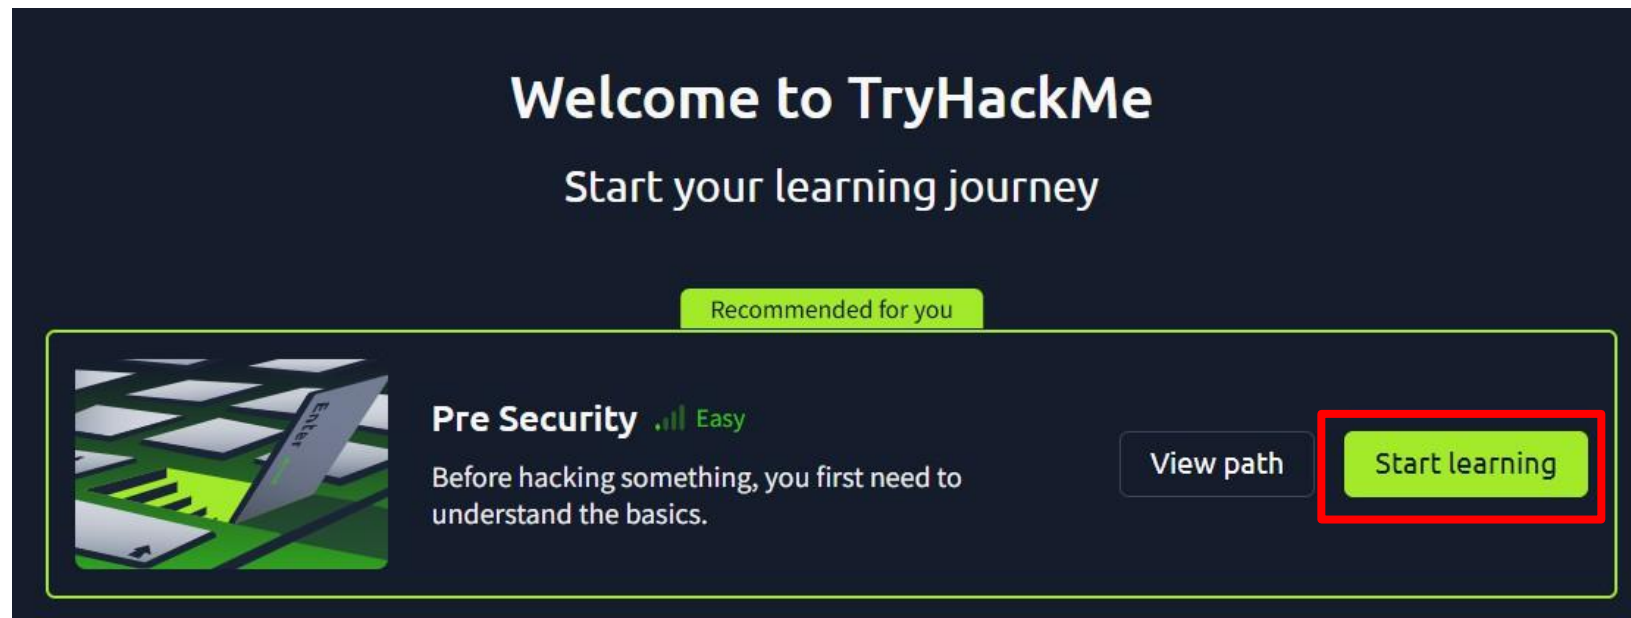 Welcome to TryHackMe
Start your learning journey
Recommended for you
Enter
Pre Security Easy
Before hacking something, you first need to
understand the basics.
View path
Start learning